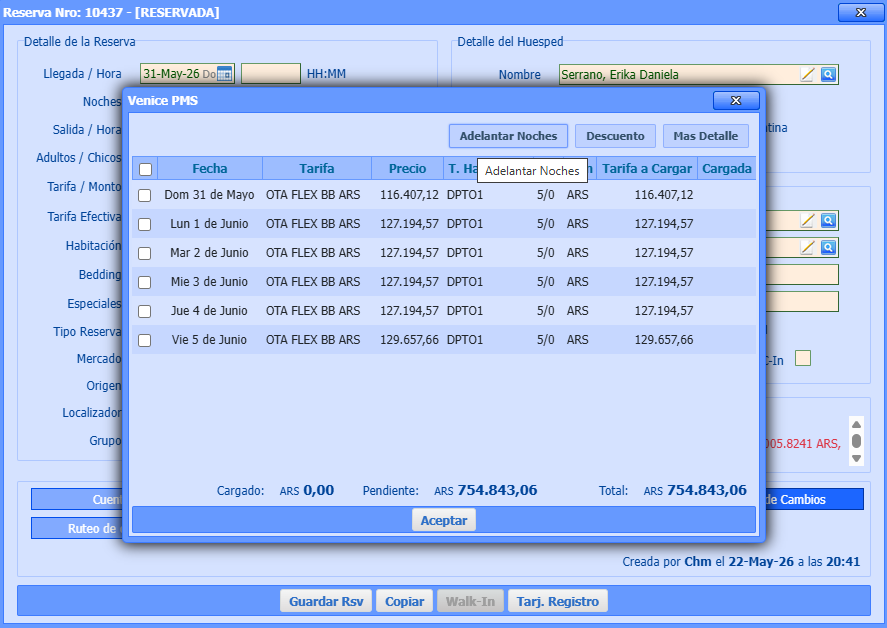 Reserva Nro: 10437 - [RESERVADA]
Detalle de la Reserva
Detalle del Huesped
Llegada / Hora 31-May-26 Do HH:MM
Nombre Serrano, Erika Daniela
Noches
Salida / Hora
Adultos / Chicos
Tarifa / Monto
Tarifa Efectiva
Habitación
Bedding
Especiales
Tipo Reserva
Mercado
Origen
Localizador
Grupo
Venice PMS
Adelantar Noches Descuento Mas Detalle
Fecha Tarifa Precio T. Ha Tarifa a Cargar Cargada
Adelantar Noches
Dom 31 de Mayo OTA FLEX BB ARS 116.407,12 DPTO1 5/0 ARS 116.407,12
Lun 1 de Junio OTA FLEX BB ARS 127.194,57 DPTO1 5/0 ARS 127.194,57
Mar 2 de Junio OTA FLEX BB ARS 127.194,57 DPTO1 5/0 ARS 127.194,57
Mie 3 de Junio OTA FLEX BB ARS 127.194,57 DPTO1 5/0 ARS 127.194,57
Jue 4 de Junio OTA FLEX BB ARS 127.194,57 DPTO1 5/0 ARS 127.194,57
Vie 5 de Junio OTA FLEX BB ARS 129.657,66 DPTO1 5/0 ARS 129.657,66
Cargado: ARS 0,00 Pendiente: ARS 754.843,06 Total: ARS 754.843,06
Aceptar
tina
-In
005.8241 ARS,
Cuent
de Cambios
Ruteo de
Creada por Chm el 22-May-26 a las 20:41
Guardar Rsv Copiar Walk-In Tarj. Registro